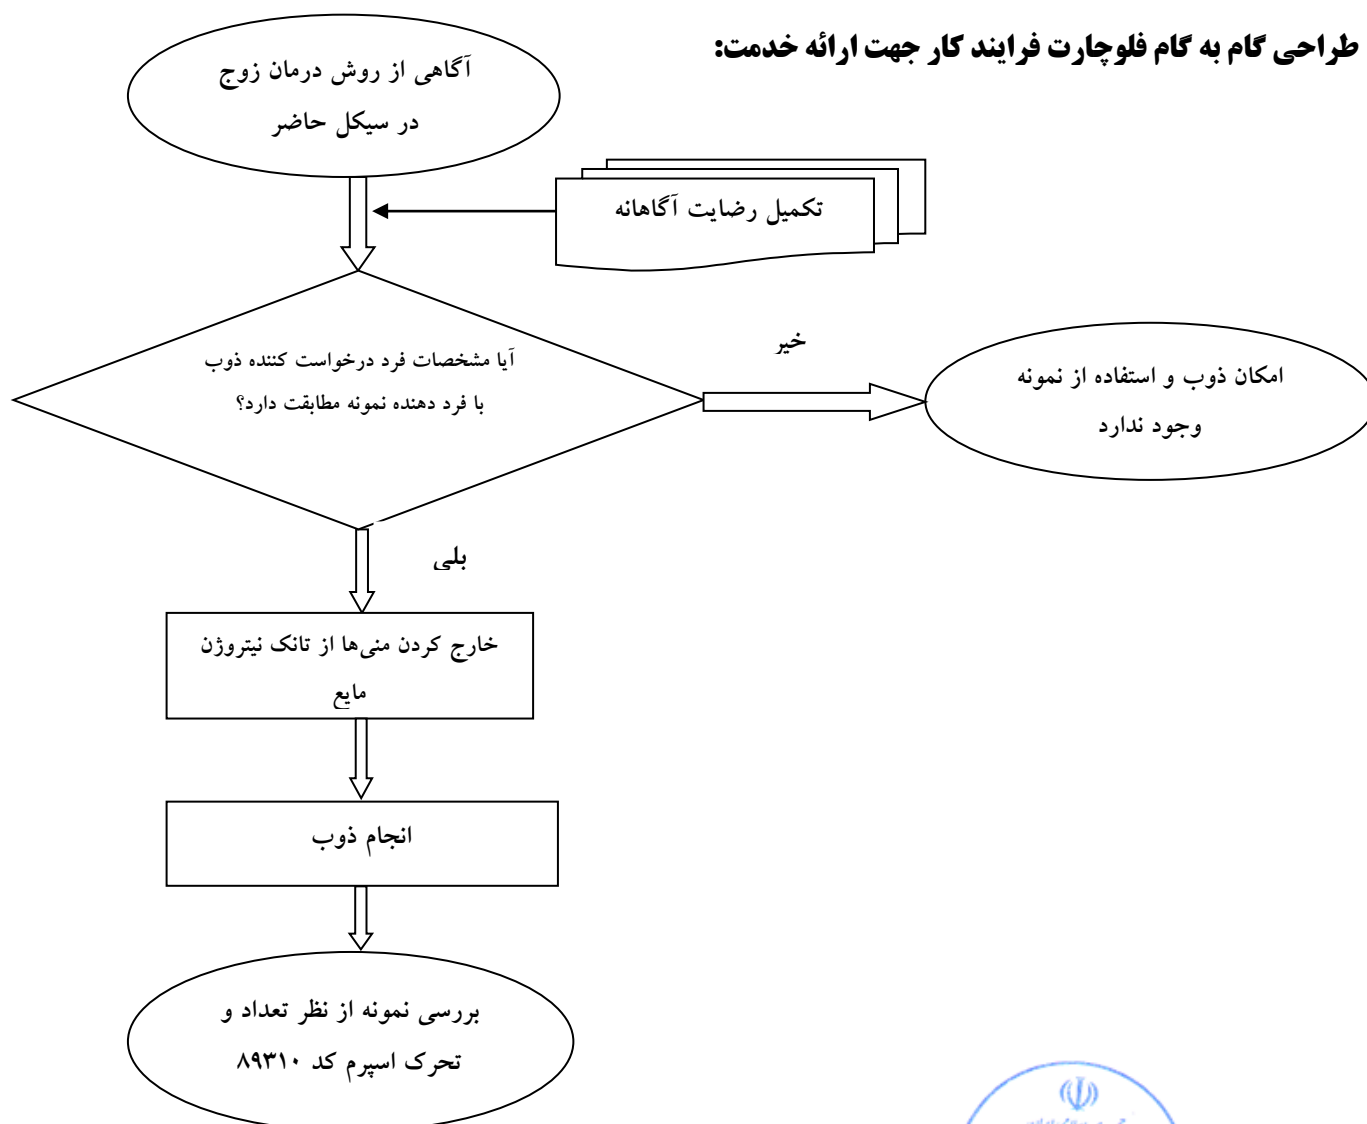 طراحی گام به گام فلوچارت فرایند کار جهت ارائه خدمت:
آگاهی از روش درمان زوج
در سیکل حاضر
تکمیل رضایت آگاهانه
آیا مشخصات فرد درخواست کننده ذوب
با فرد دهنده نمونه مطابقت دارد؟
خیر
امکان ذوب و استفاده از نمونه
وجود ندارد
بلی
خارج کردن منی‌ها از تانک نیتروژن
مایع
انجام ذوب
بررسی نمونه از نظر تعداد و
تحرک اسپرم کد ۸۹۳۱۰